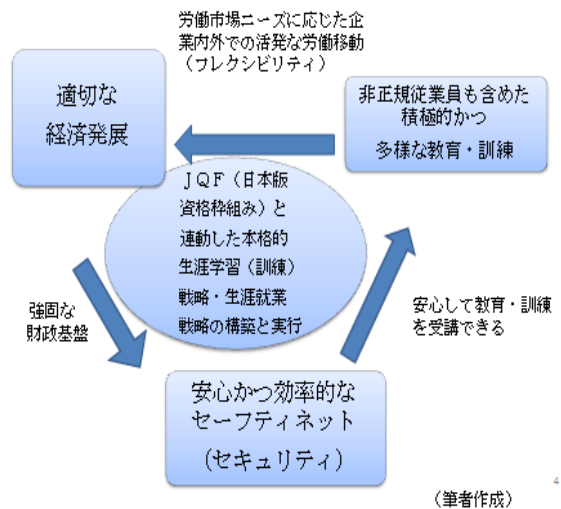 労働市場ニーズに応じた企
業内外での活発な労働移動
（フレクシビリティ）
適切な
経済発展
非正規従業員も含めた
積極的かつ
多様な教育・訓練
ＪＱＦ（日本版
資格枠組み）と
連動した本格的
生涯学習（訓練）
戦略・生涯就業
戦略の構築と実行
強固な
財政基盤
安心して教育・訓練
を受講できる
安心かつ効率的な
セーフティネット
（セキュリティ）
4
（筆者作成）